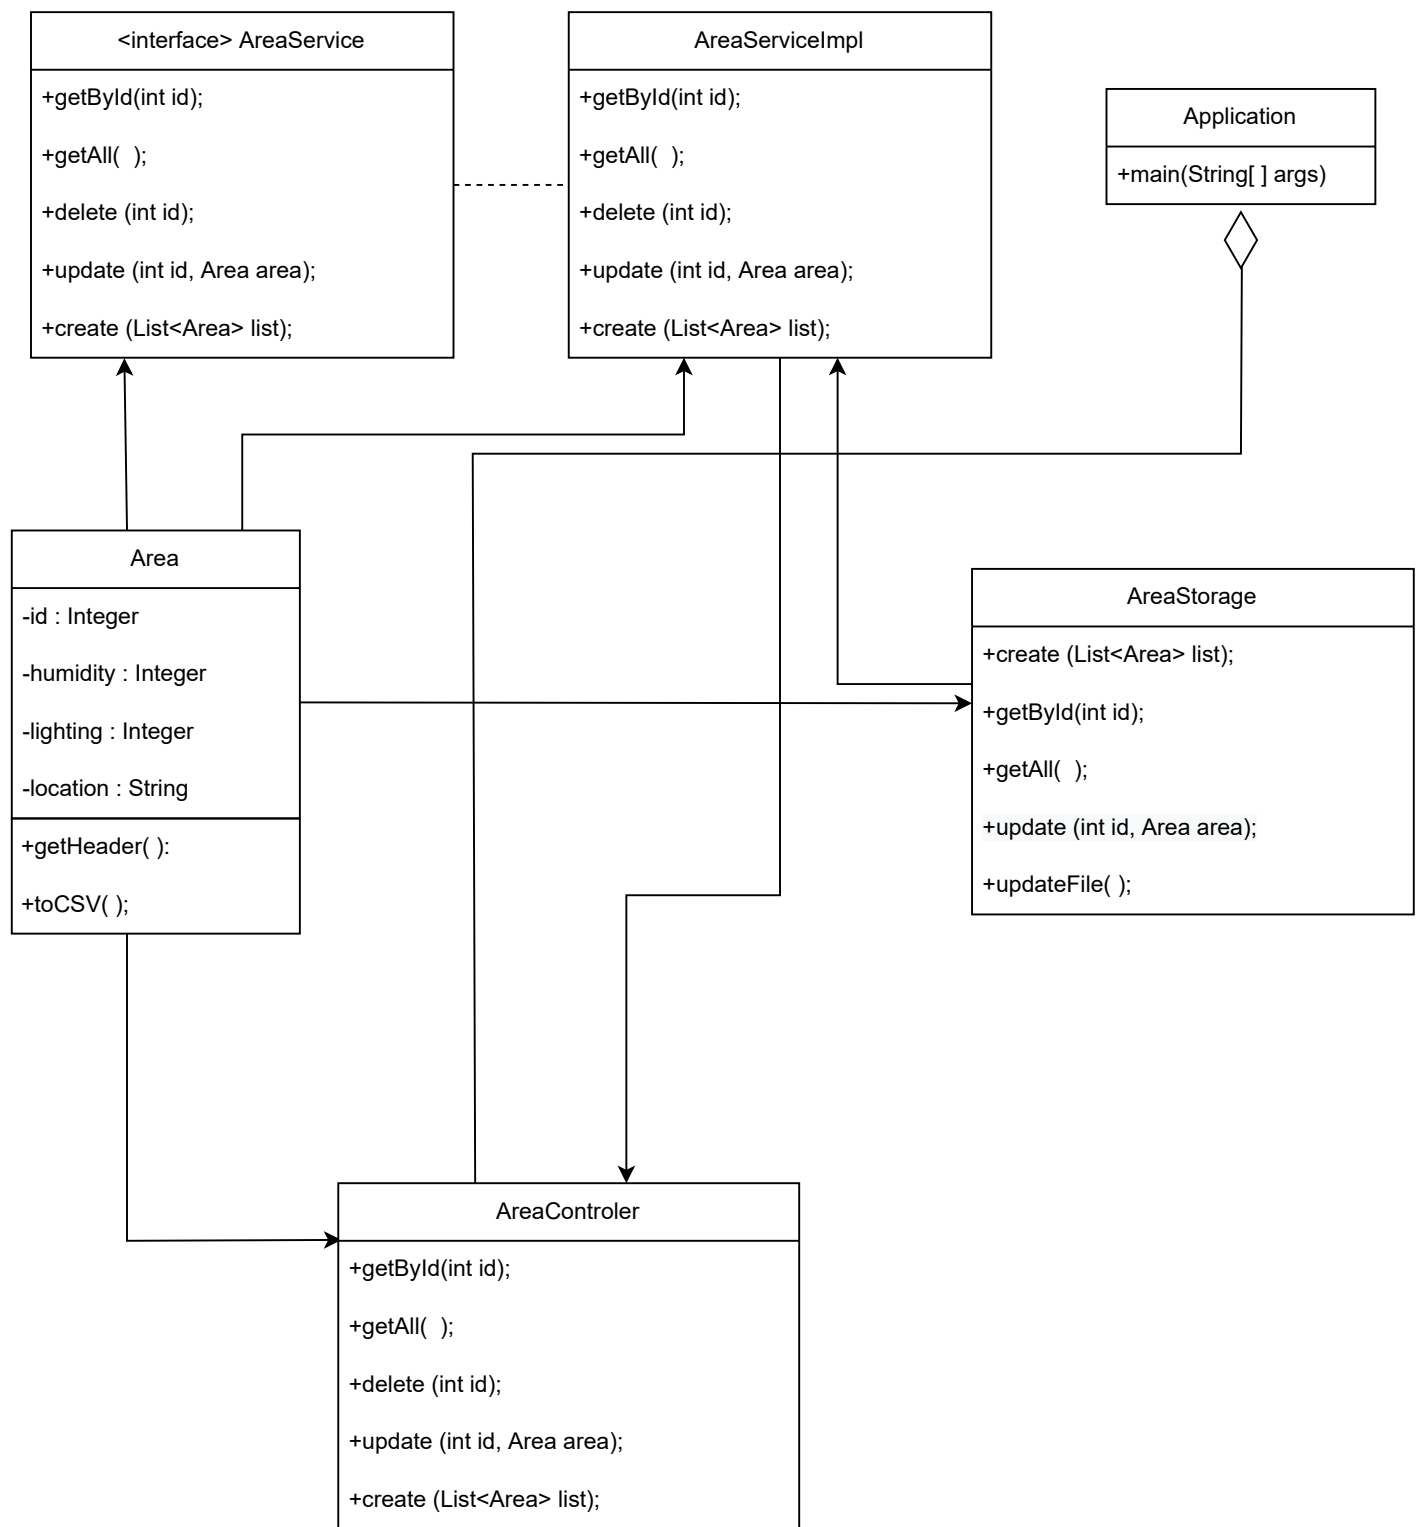 <interface> AreaService
+getById(int id);
+getAll(  );
+delete (int id);
+update (int id, Area area);
+create (List<Area> list);
AreaServiceImpl
+getById(int id);
+getAll(  );
+delete (int id);
+update (int id, Area area);
+create (List<Area> list);
Application
+main(String[ ] args)
Area
-id : Integer
-humidity : Integer
-lighting : Integer
-location : String
+getHeader( ):
+toCSV( );
AreaStorage
+create (List<Area> list);
+getById(int id);
+getAll(  );
+update (int id, Area area);
+updateFile( );
AreaControler
+getById(int id);
+getAll(  );
+delete (int id);
+update (int id, Area area);
+create (List<Area> list);